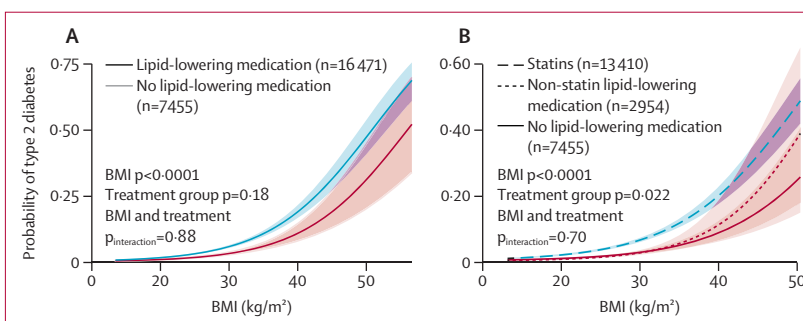 A
Probability of type 2 diabetes
0·75
0·50
0·25
0
Lipid-lowering medication (n=16 471)
No lipid-lowering medication
(n=7455)
BMI p<0·0001
Treatment group p=0·18
BMI and treatment
pinteraction=0·88
0
20
30
40
50
BMI (kg/m²)
B
0·60
0·40
0·20
0
Statins (n=13 410)
Non-statin lipid-lowering
medication (n=2954)
No lipid-lowering medication
(n=7455)
BMI p<0·0001
Treatment group p=0·022
BMI and treatment
pinteraction=0·70
0
20
30
40
50
BMI (kg/m²)